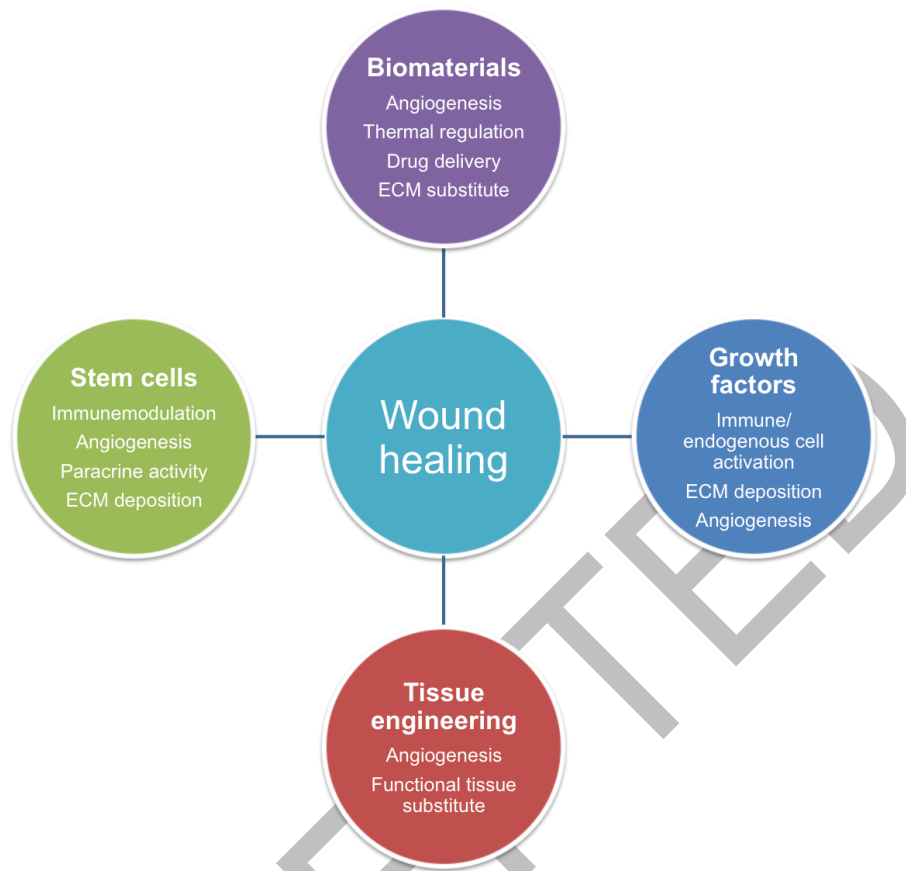 Biomaterials
Angiogenesis
Thermal regulation
Drug delivery
ECM substitute
Stem cells
Immunemodulation
Angiogenesis
Paracrine activity
ECM deposition
Wound
healing
Growth
factors
Immune/
endogenous cell
activation
ECM deposition
Angiogenesis
Tissue
engineering
Angiogenesis
Functional tissue
substitute
TED